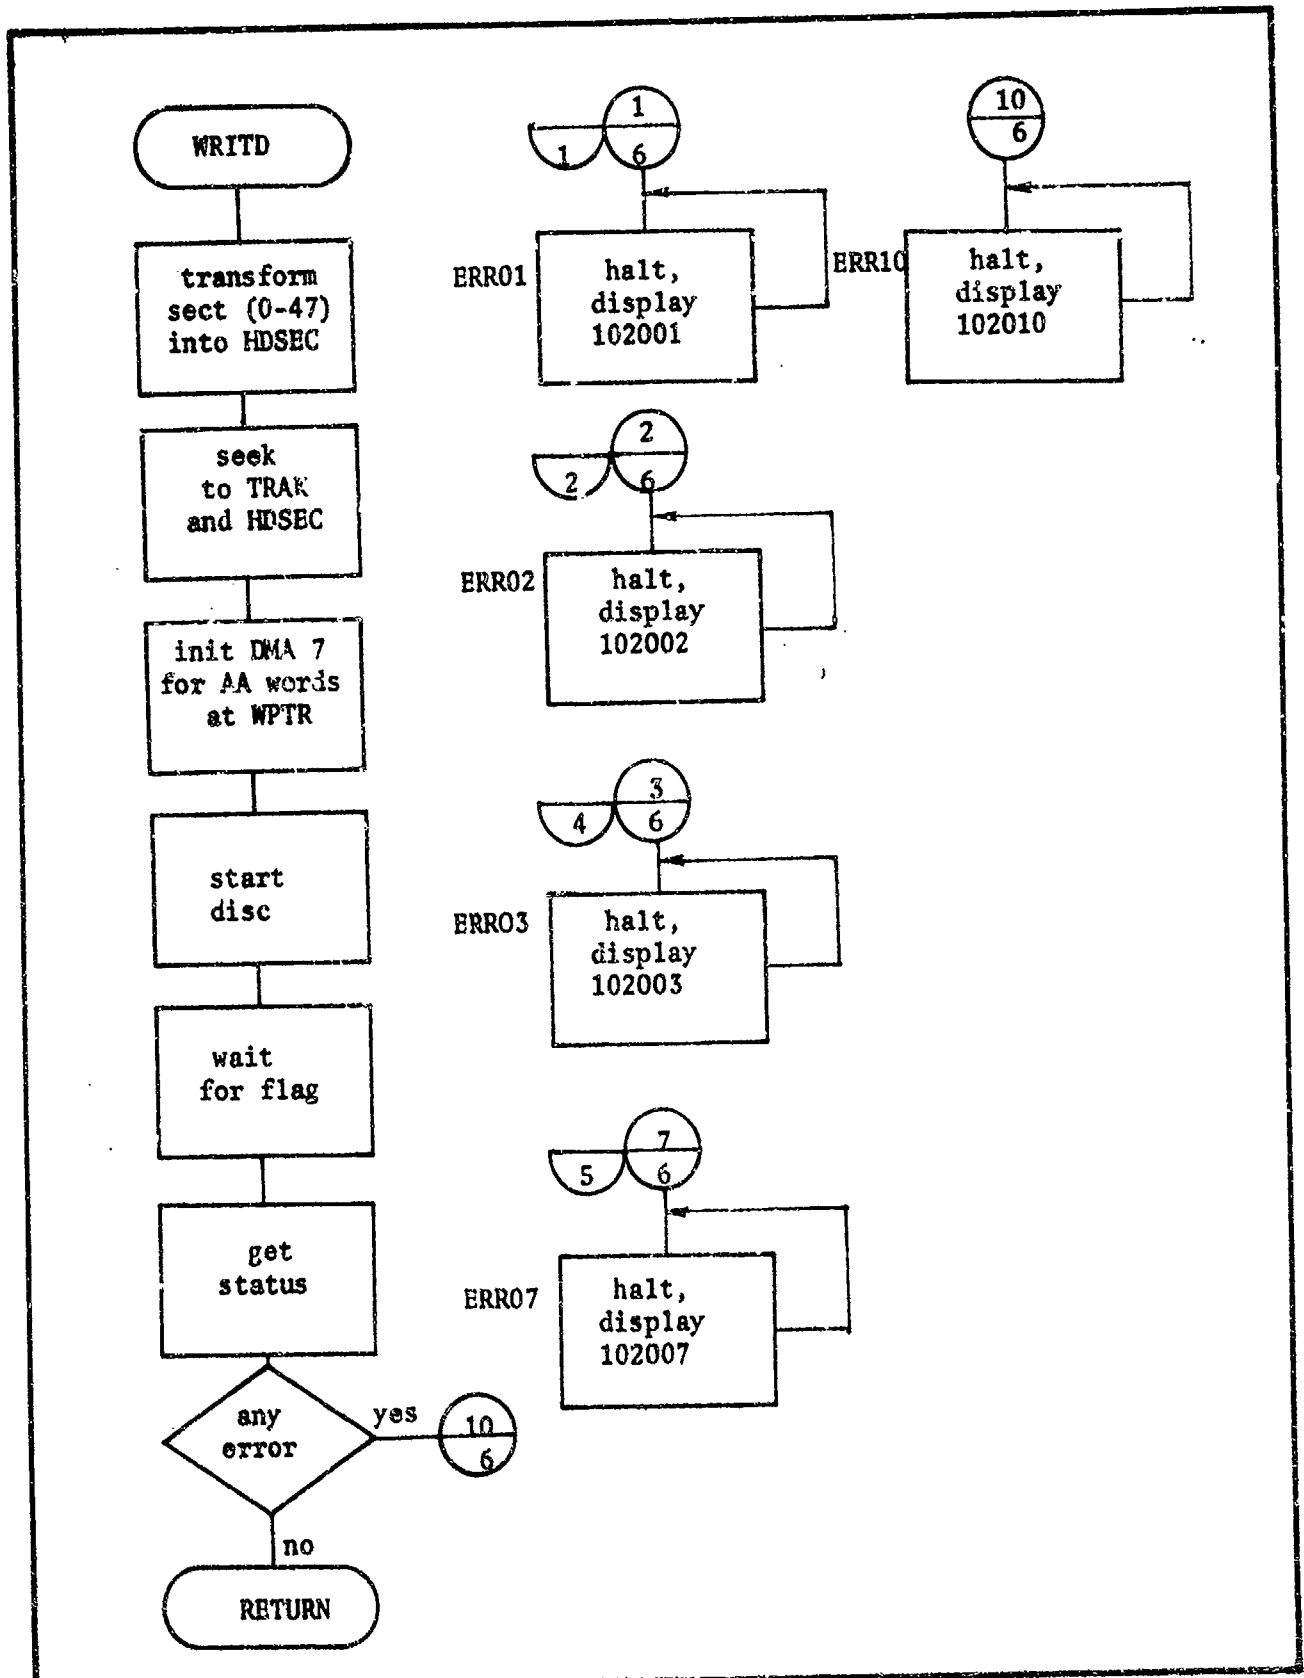 WRITD
transform
sect (0-47)
into HDSEC
seek
to TRAK
and HDSEC
init DMA 7
for AA words
at WPTR
start
disc
wait
for flag
get
status
any
error
yes
10
6
no
RETURN
1
1
6
ERR01
halt,
display
102001
10
6
ERR10
halt,
display
102010
2
2
6
ERR02
halt,
display
102002
3
4
6
ERR03
halt,
display
102003
7
5
6
ERR07
halt,
display
102007